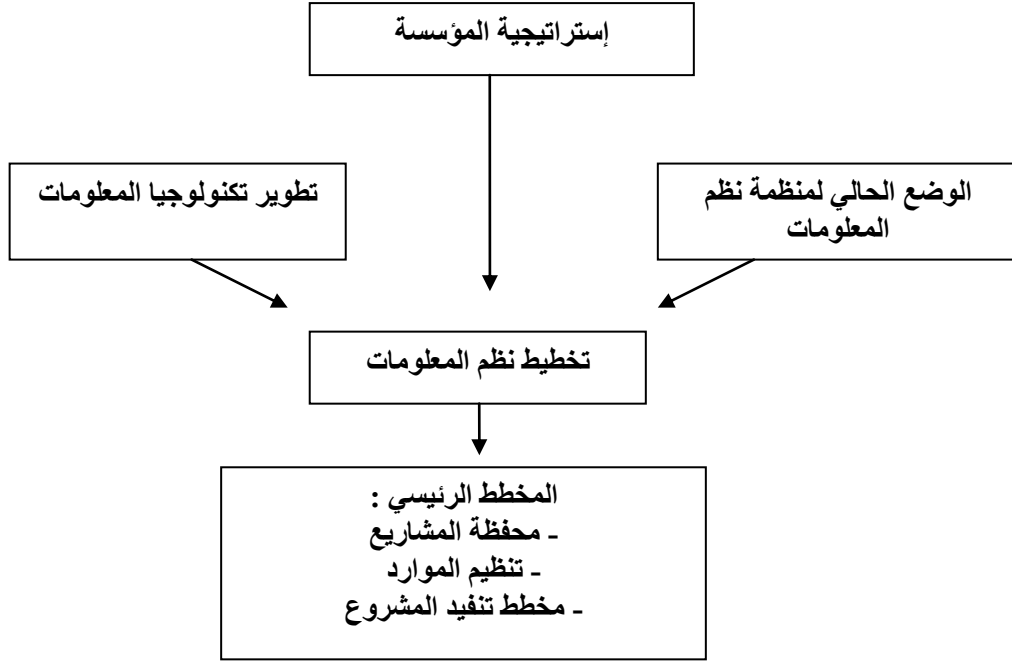 إستراتيجية المؤسسة
الوضع الحالي لمنظمة نظم
المعلومات
تطوير تكنولوجيا المعلومات
تخطيط نظم المعلومات
المخطط الرئيسي :
- محفظة المشاريع
- تنظيم الموارد
- مخطط تنفيد المشروع